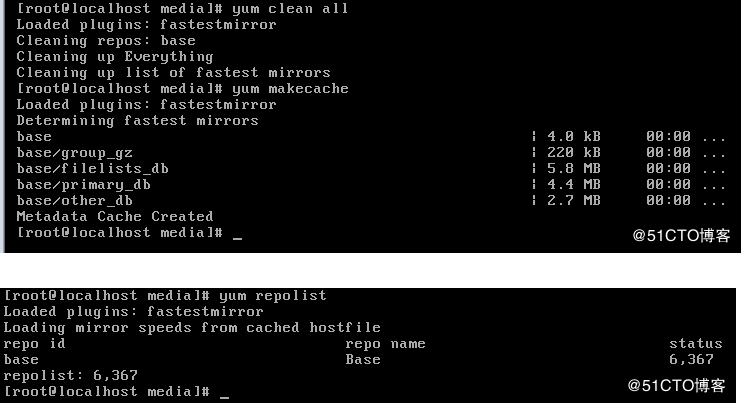 [root@localhost media]# yum clean all
Loaded plugins: fastestmirror
Cleaning repos: base
Cleaning up Everything
Cleaning up list of fastest mirrors
[root@localhost media]# yum makecache
Loaded plugins: fastestmirror
Determining fastest mirrors
base | 4.0 kB 00:00 ...
base/group_gz | 220 kB 00:00 ...
base/filelists_db | 5.8 MB 00:00 ...
base/primary_db | 4.4 MB 00:00 ...
base/other_db | 2.7 MB 00:00 ...
Metadata Cache Created
[root@localhost media]# _
@51CTO博客
[root@localhost media]# yum repolist
Loaded plugins: fastestmirror
Loading mirror speeds from cached hostfile
repo id repo name status
base Base 6,367
repolist: 6,367
[root@localhost media]# _
@51CTO博客